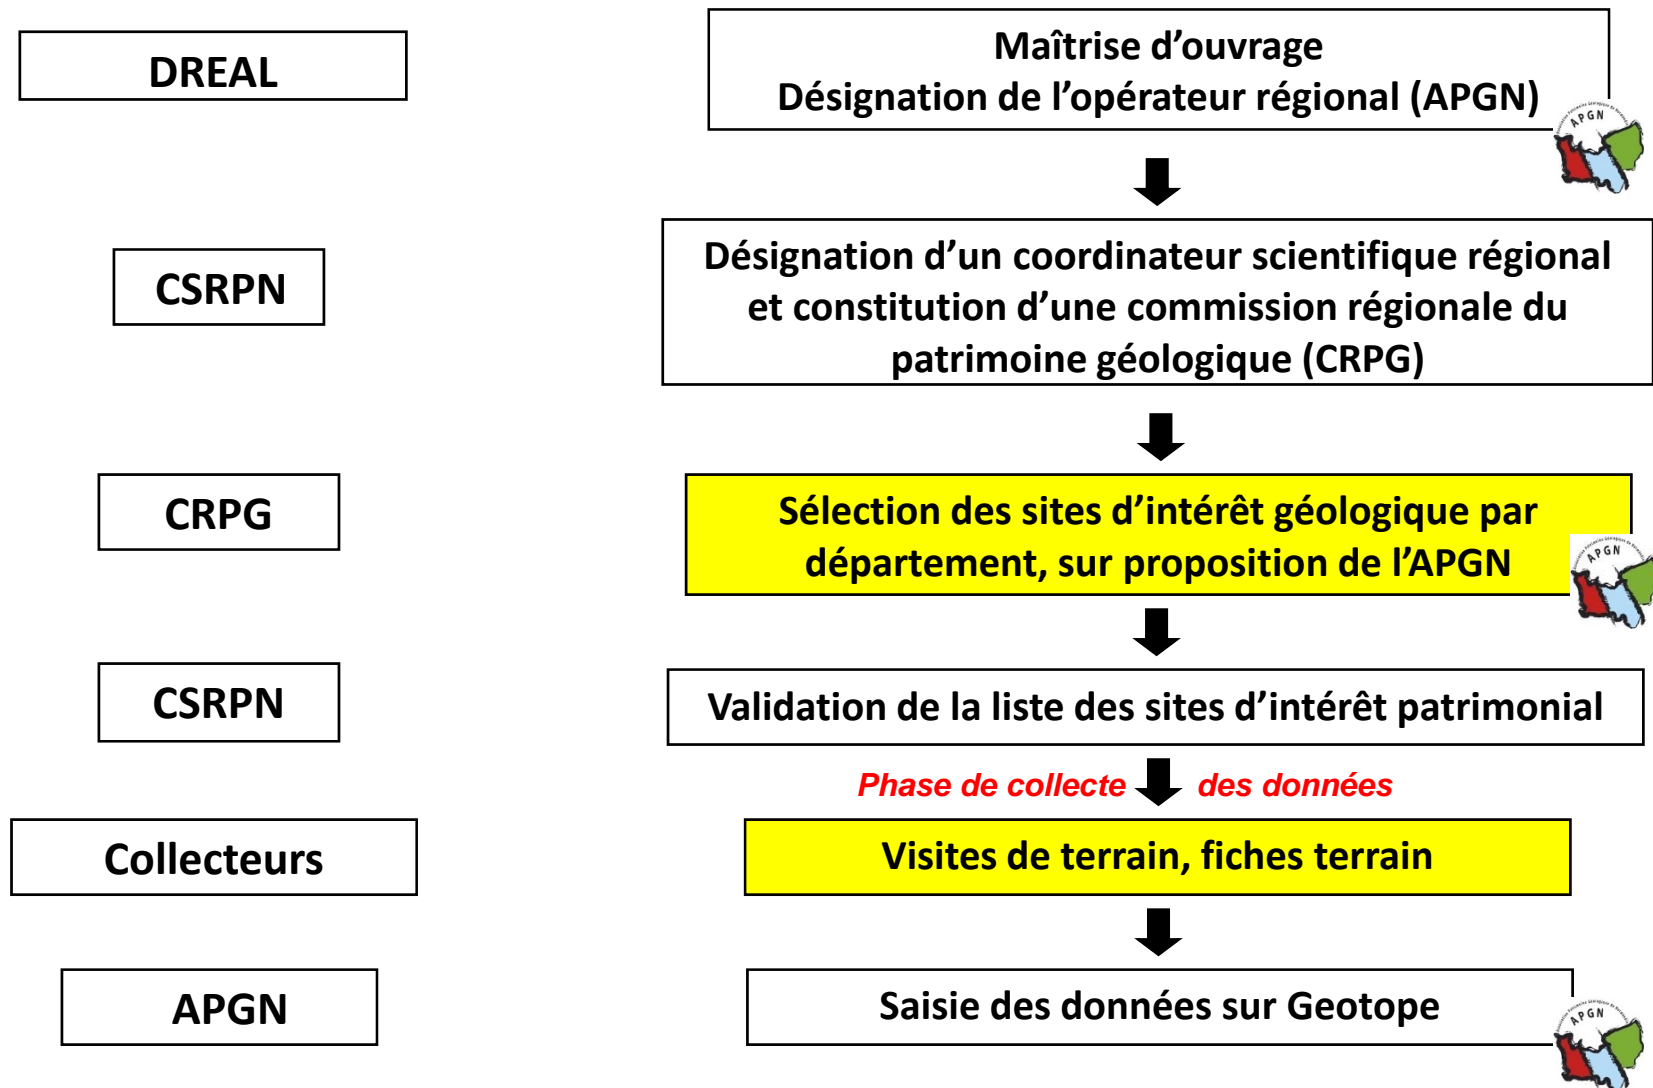 DREAL
Maîtrise d’ouvrage
Désignation de l’opérateur régional (APGN)
APGN
CSRPN
Désignation d’un coordinateur scientifique régional
et constitution d’une commission régionale du
patrimoine géologique (CRPG)
CRPG
Sélection des sites d’intérêt géologique par
département, sur proposition de l’APGN
APGN
CSRPN
Validation de la liste des sites d’intérêt patrimonial
Phase de collecte des données
Collecteurs
Visites de terrain, fiches terrain
APGN
Saisie des données sur Geotope
APGN